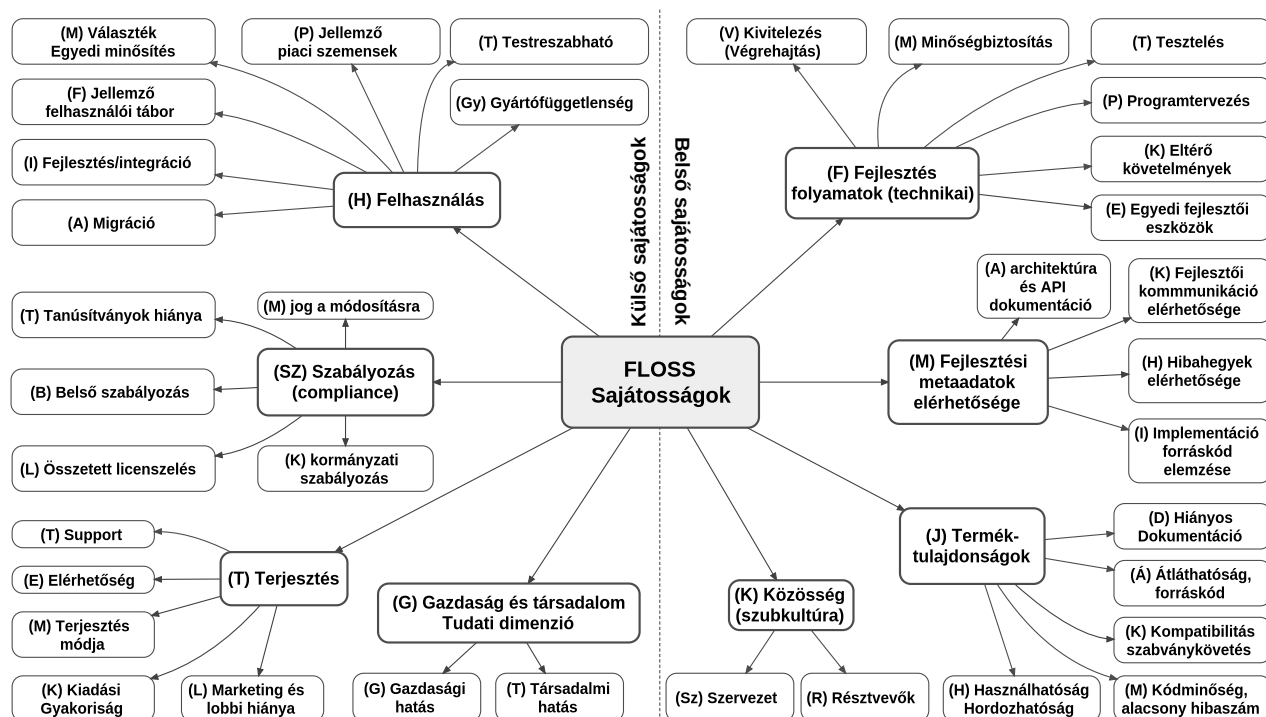 (M) Választék
Egyedi minősítés
(P) Jellemző
piaci szemensek
(T) Testreszabható
(F) Jellemző
felhasználói tábor
(Gy) Gyártófüggetlenség
(I) Fejlesztés/integráció
(A) Migráció
(H) Felhasználás
Külső sajátosságok
Belső sajátosságok
(V) Kivitelezés
(Végrehajtás)
(M) Minőségbiztosítás
(T) Tesztelés
(P) Programtervezés
(K) Eltérő
követelmények
(E) Egyedi fejlesztői
eszközök
(F) Fejlesztés
folyamatok (technikai)
(T) Tanúsítványok hiánya
(M) jog a módosításra
(SZ) Szabályozás
(compliance)
(B) Belső szabályozás
(L) Összetett licenszelés
(K) kormányzati
szabályozás
FLOSS
Sajátosságok
(A) architektúra
és API
dokumentáció
(K) Fejlesztői
kommmunikáció
elérhetősége
(M) Fejlesztési
metaadatok
elérhetősége
(H) Hibahegyek
elérhetősége
(I) Implementáció
forráskód
elemzése
(T) Support
(E) Elérhetőség
(M) Terjesztés
módja
(K) Kiadási
Gyakoriság
(T) Terjesztés
(L) Marketing és
lobbi hiánya
(G) Gazdaság és társadalom
Tudati dimenzió
(G) Gazdasági
hatás
(T) Társadalmi
hatás
(K) Közösség
(szubkultúra)
(Sz) Szervezet
(R) Résztvevők
(J) Termék-
tulajdonságok
(D) Hiányos
Dokumentáció
(Á) Átláthatóság,
forráskód
(K) Kompatibilitás
szabványkövetés
(H) Használhatóság
Hordozhatóság
(M) Kódminőség,
alacsony hibaszám